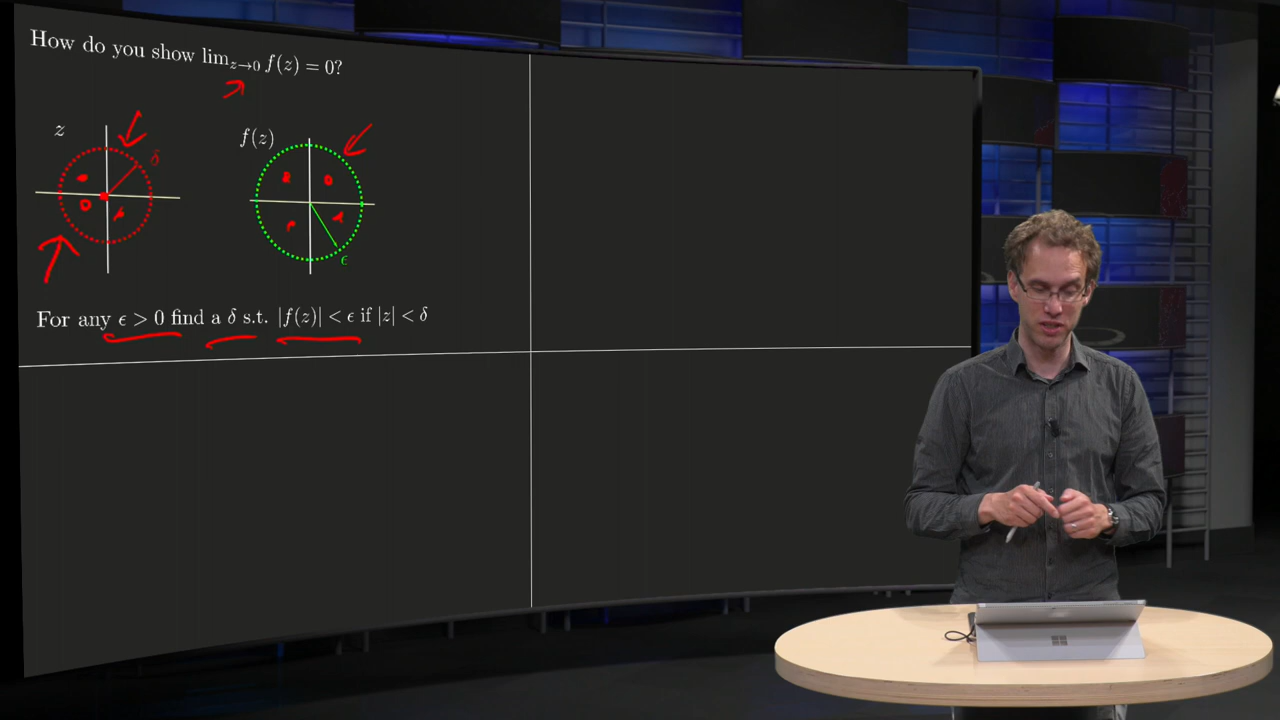 How do you show lim_{z→0} f(z) = 0?
z
δ
f(z)
ϵ
For any ϵ > 0 find a δ s.t. |f(z)| < ϵ if |z| < δ